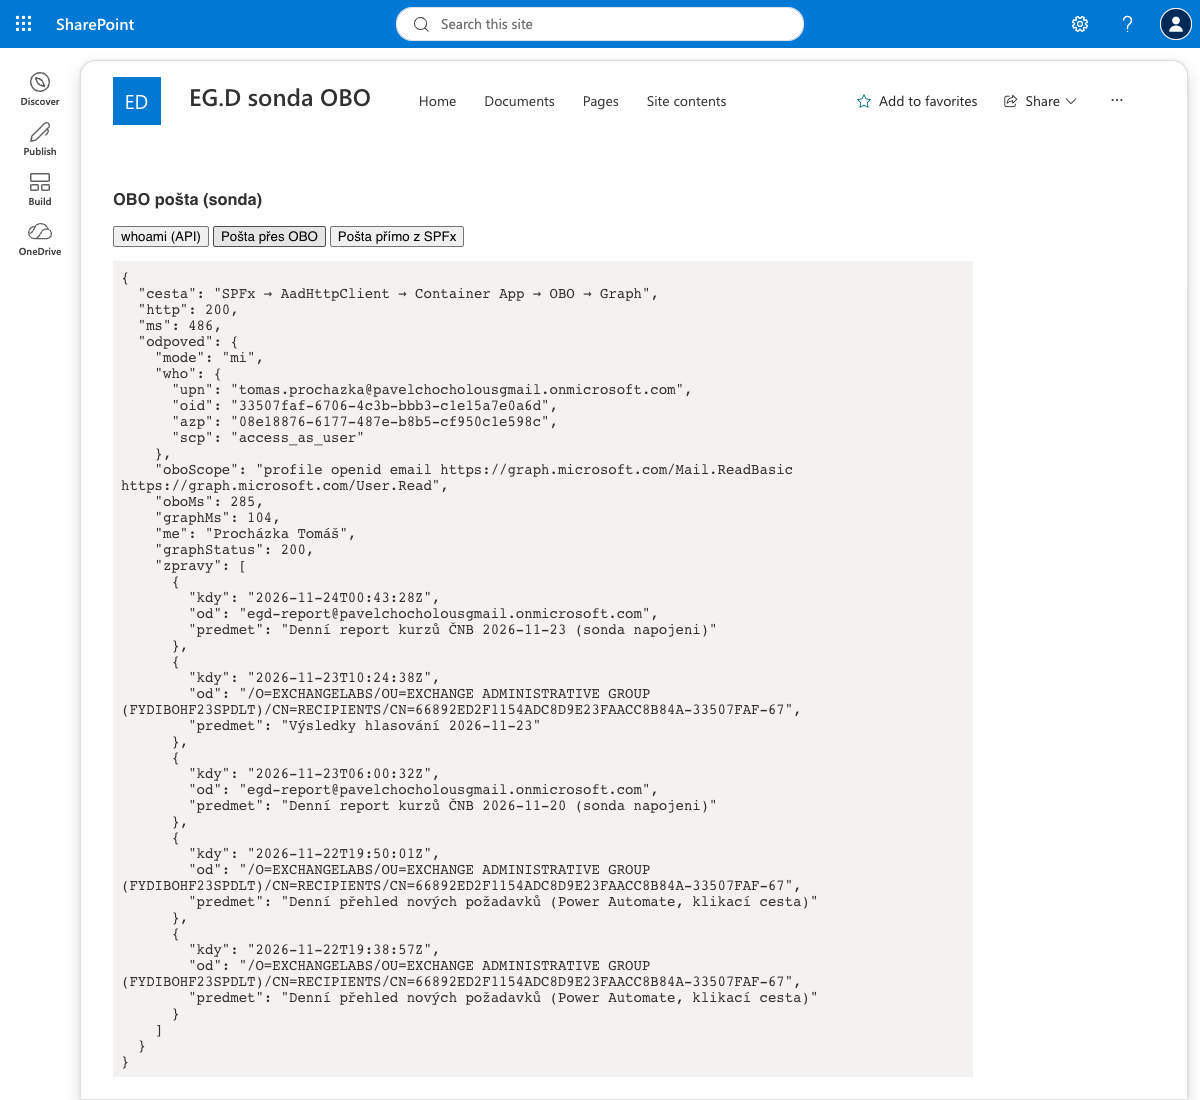 SharePoint
Search this site
Discover
Publish
Build
OneDrive
ED
EG.D sonda OBO
Home
Documents
Pages
Site contents
Add to favorites
Share
OBO pošta (sonda)
whoami (API)
Pošta přes OBO
Pošta přímo z SPFx
{
"cesta": "SPFx → AadHttpClient → Container App → OBO → Graph",
"http": 200,
"ms": 486,
"odpoved": {
"mode": "mi",
"who": {
"upn": "tomas.prochazka@pavelchocholousgmail.onmicrosoft.com",
"oid": "33507faf-6706-4c3b-bbb3-c1e15a7e0a6d",
"azp": "08e18876-6177-487e-b8b5-cf950c1e598c",
"scp": "access_as_user"
},
"oboScope": "profile openid email https://graph.microsoft.com/Mail.ReadBasic
https://graph.microsoft.com/User.Read",
"oboMs": 285,
"graphMs": 104,
"me": "Procházka Tomáš",
"graphStatus": 200,
"zpravy": [
{
"kdy": "2026-11-24T00:43:28Z",
"od": "egd-report@pavelchocholousgmail.onmicrosoft.com",
"predmet": "Denní report kurzů ČNB 2026-11-23 (sonda napojeni)"
},
{
"kdy": "2026-11-23T10:24:38Z",
"od": "/O=EXCHANGELABS/OU=EXCHANGE ADMINISTRATIVE GROUP
(FYDIBOHF23SPDLT)/CN=RECIPIENTS/CN=66892ED2F1154ADC8D9E23FAACC8B84A-33507FAF-67",
"predmet": "Výsledky hlasování 2026-11-23"
},
{
"kdy": "2026-11-23T06:00:32Z",
"od": "egd-report@pavelchocholousgmail.onmicrosoft.com",
"predmet": "Denní report kurzů ČNB 2026-11-20 (sonda napojeni)"
},
{
"kdy": "2026-11-22T19:50:01Z",
"od": "/O=EXCHANGELABS/OU=EXCHANGE ADMINISTRATIVE GROUP
(FYDIBOHF23SPDLT)/CN=RECIPIENTS/CN=66892ED2F1154ADC8D9E23FAACC8B84A-33507FAF-67",
"predmet": "Denní přehled nových požadavků (Power Automate, klikací cesta)"
},
{
"kdy": "2026-11-22T19:38:57Z",
"od": "/O=EXCHANGELABS/OU=EXCHANGE ADMINISTRATIVE GROUP
(FYDIBOHF23SPDLT)/CN=RECIPIENTS/CN=66892ED2F1154ADC8D9E23FAACC8B84A-33507FAF-67",
"predmet": "Denní přehled nových požadavků (Power Automate, klikací cesta)"
}
]
}
}